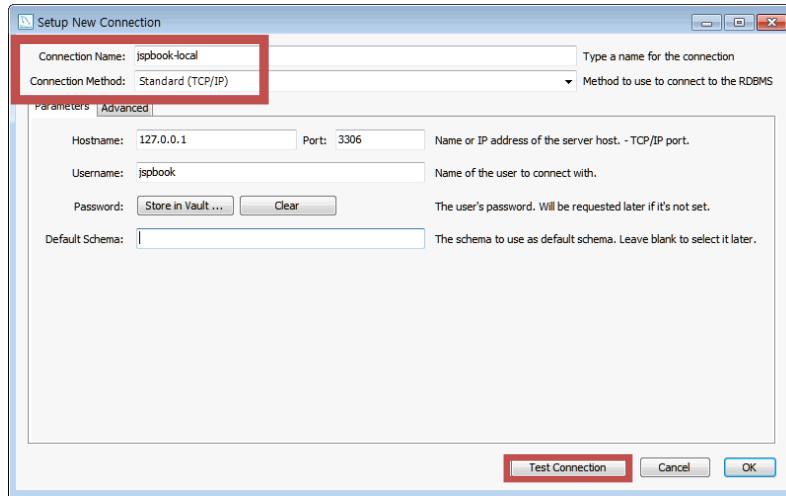 Setup New Connection
Connection Name: jspbook-local Type a name for the connection
Connection Method: Standard (TCP/IP) Method to use to connect to the RDBMS
Parameters Advanced
Hostname: 127.0.0.1 Port: 3306 Name or IP address of the server host. - TCP/IP port.
Username: jspbook Name of the user to connect with.
Password: Store in Vault ... Clear The user's password. Will be requested later if it's not set.
Default Schema: The schema to use as default schema. Leave blank to select it later.
Test Connection Cancel OK